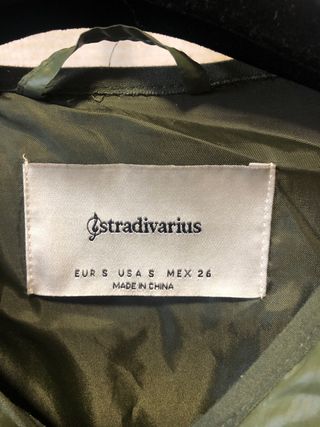 stradivarius
EUR S USA S MEX 26
MADE IN CHINA